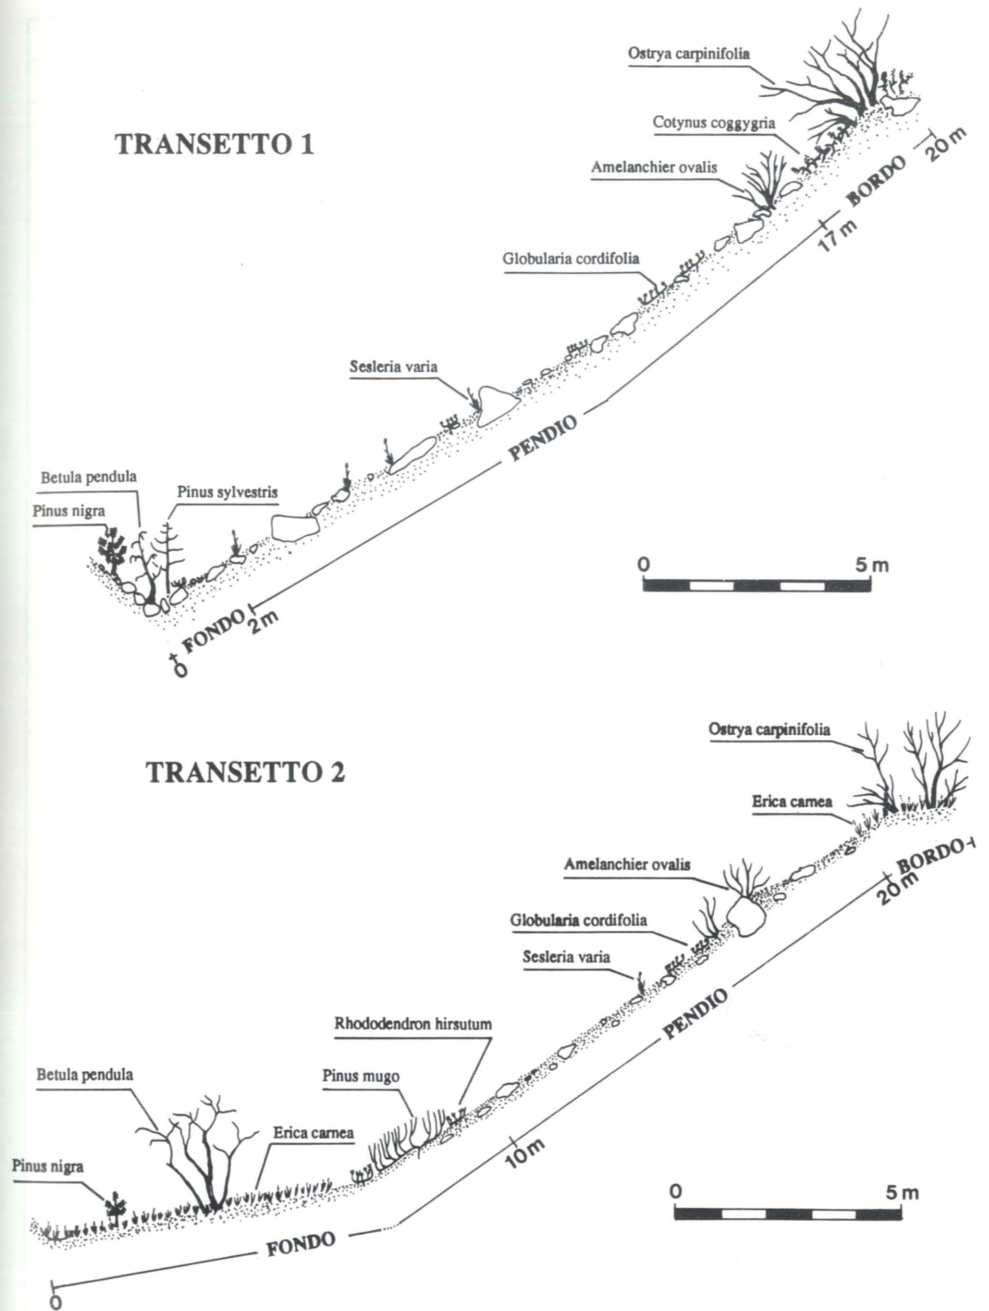 Ostrya carpinifolia
Cotynus coggygria
TRANSETTO 1
Amelanchier ovalis
BORDO
20 m
17 m
Globularia cordifolia
Sesleria varia
PENDIO
Betula pendula
Pinus sylvestris
Pinus nigra
0 5 m
FONDO
2 m
0
Ostrya carpinifolia
TRANSETTO 2
Erica carnea
BORDO
Amelanchier ovalis
20 m
Globularia cordifolia
Sesleria varia
PENDIO
Rhododendron hirsutum
Betula pendula
Pinus mugo
Erica carnea
10 m
Pinus nigra
0 5 m
FONDO
0